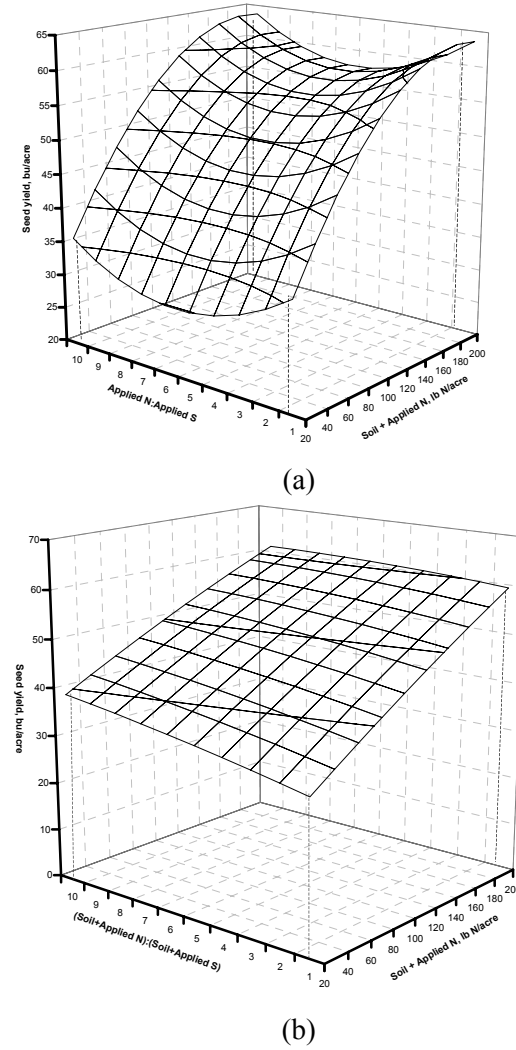 65
60
55
50
45
40
35
30
25
20
Seed yield, bu/acre
10 9 8 7 6 5 4 3 2 1
Applied N:Applied S
20 40 60 80 100 120 140 160 180 200
Soil + Applied N, lb N/acre
(a)
70
60
50
40
30
20
10
0
Seed yield, bu/acre
10 9 8 7 6 5 4 3 2 1
(Soil+Applied N):(Soil+Applied S)
20 40 60 80 100 120 140 160 180 20
Soil + Applied N, lb N/acre
(b)